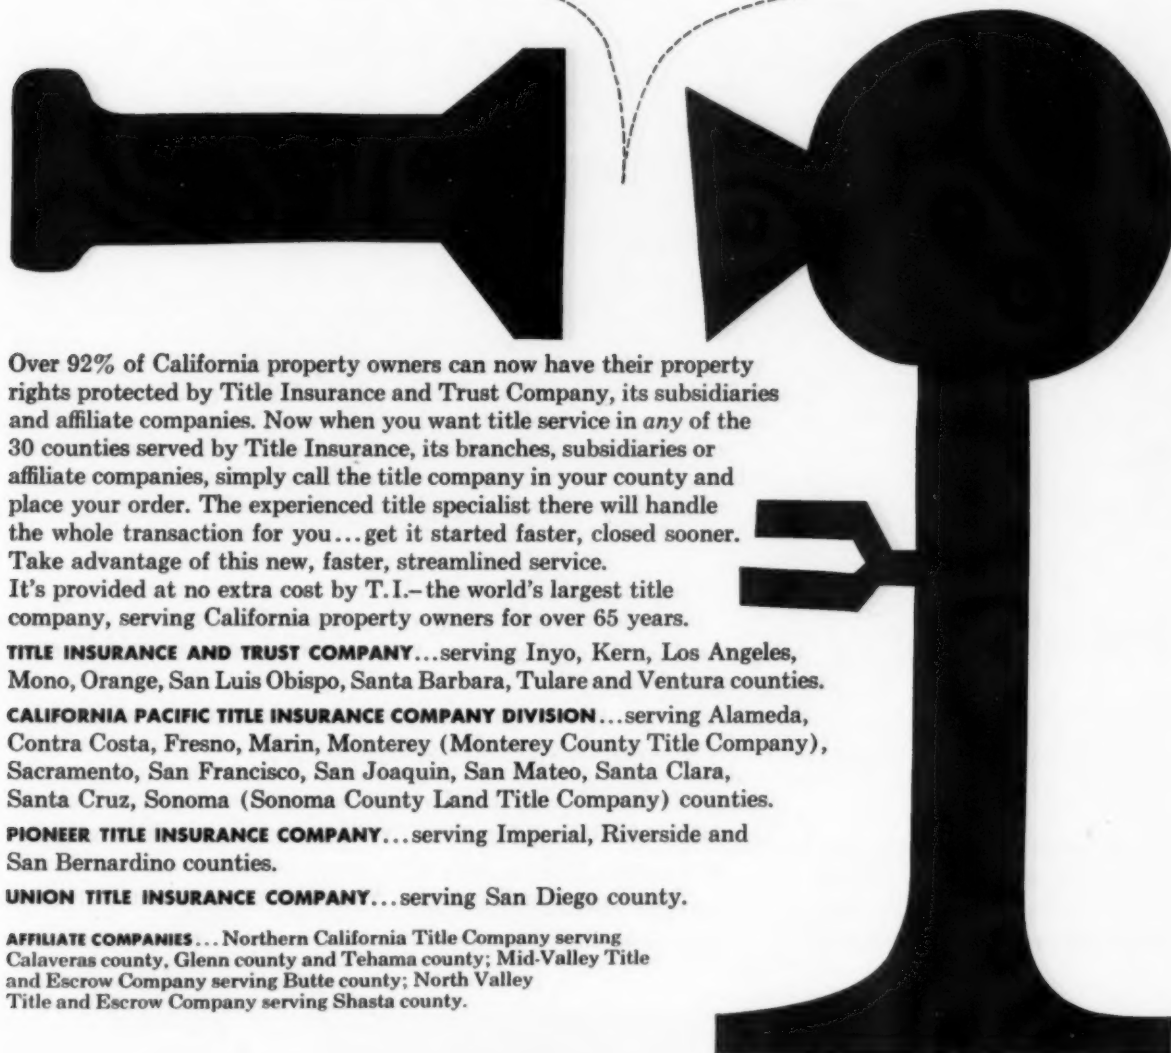 Over 92% of California property owners can now have their property
rights protected by Title Insurance and Trust Company, its subsidiaries
and affiliate companies. Now when you want title service in any of the
30 counties served by Title Insurance, its branches, subsidiaries or
affiliate companies, simply call the title company in your county and
place your order. The experienced title specialist there will handle
the whole transaction for you...get it started faster, closed sooner.
Take advantage of this new, faster, streamlined service.
It's provided at no extra cost by T.I.–the world's largest title
company, serving California property owners for over 65 years.
TITLE INSURANCE AND TRUST COMPANY...serving Inyo, Kern, Los Angeles,
Mono, Orange, San Luis Obispo, Santa Barbara, Tulare and Ventura counties.
CALIFORNIA PACIFIC TITLE INSURANCE COMPANY DIVISION...serving Alameda,
Contra Costa, Fresno, Marin, Monterey (Monterey County Title Company),
Sacramento, San Francisco, San Joaquin, San Mateo, Santa Clara,
Santa Cruz, Sonoma (Sonoma County Land Title Company) counties.
PIONEER TITLE INSURANCE COMPANY...serving Imperial, Riverside and
San Bernardino counties.
UNION TITLE INSURANCE COMPANY...serving San Diego county.
AFFILIATE COMPANIES...Northern California Title Company serving
Calaveras county, Glenn county and Tehama county; Mid-Valley Title
and Escrow Company serving Butte county; North Valley
Title and Escrow Company serving Shasta county.